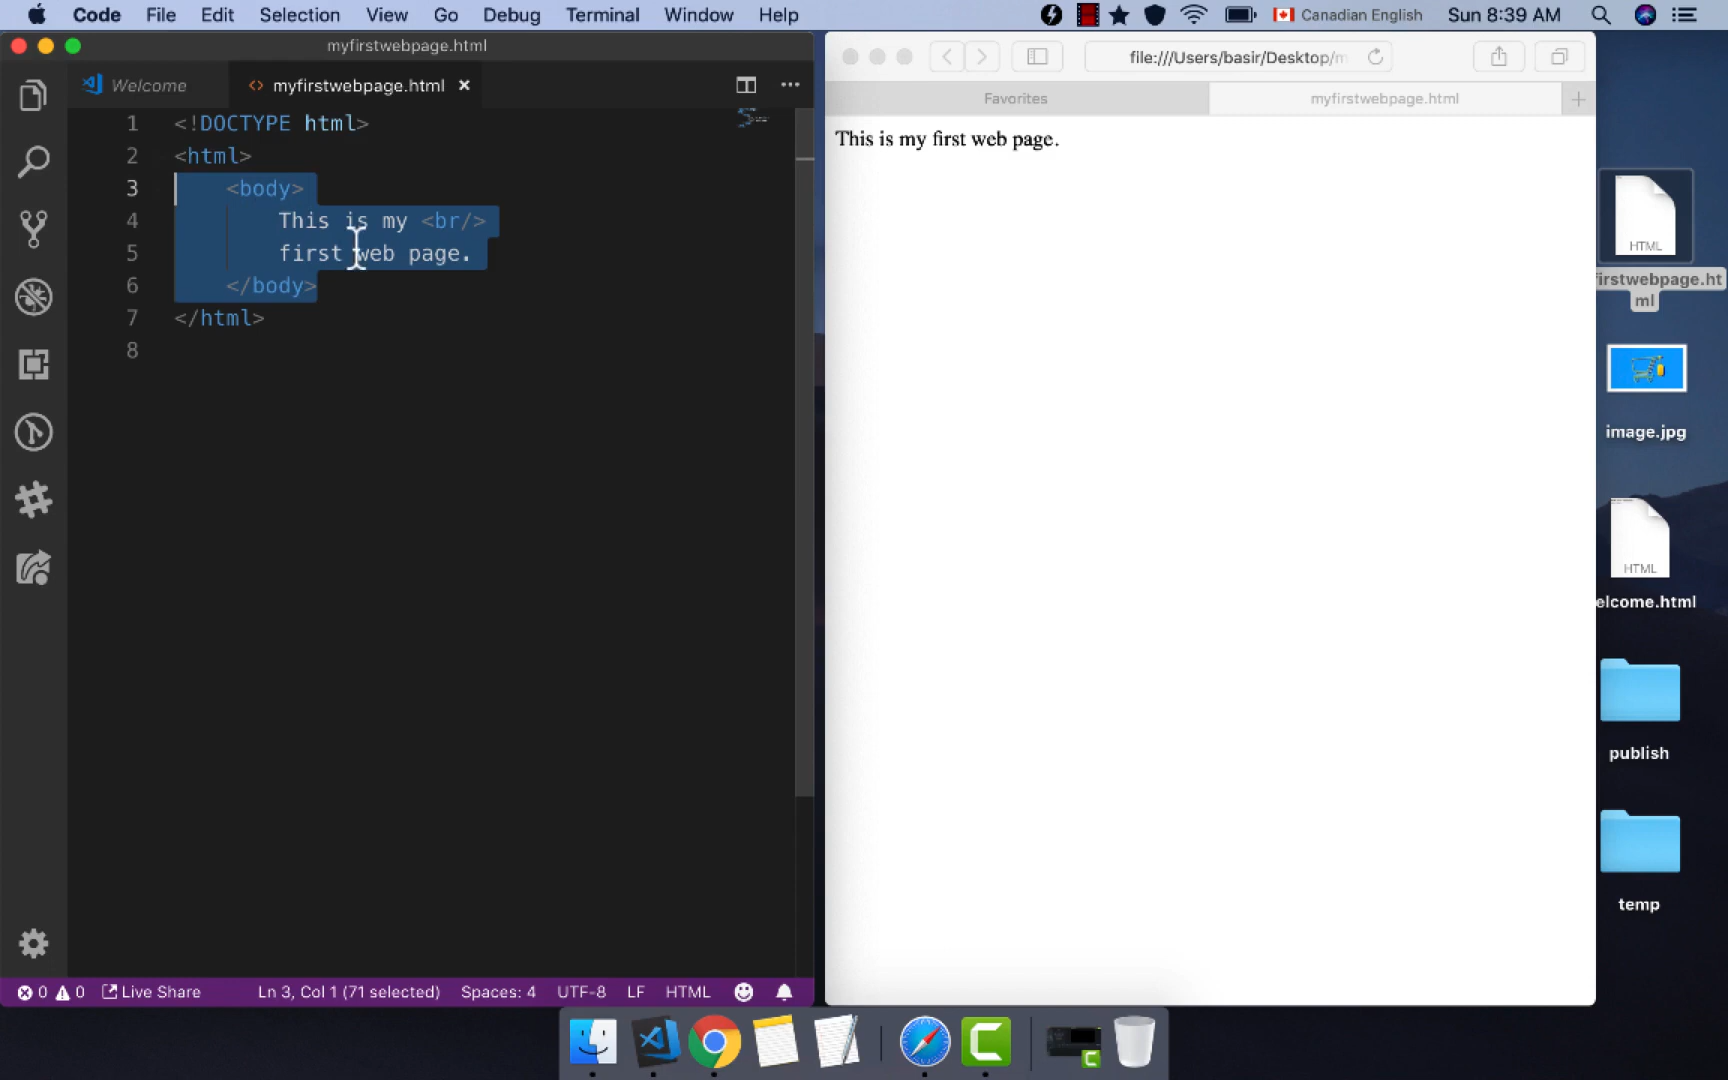 Code File Edit Selection View Go Debug Terminal Window Help
Canadian English Sun 8:39 AM
myfirstwebpage.html
Welcome
<> myfirstwebpage.html ×
1 <!DOCTYPE html>
2 <html>
3 <body>
4 This is my <br/>
5 first web page.
6 </body>
7 </html>
8
0 0 Live Share Ln 3, Col 1 (71 selected) Spaces: 4 UTF-8 LF HTML
file:///Users/basir/Desktop/m
Favorites
myfirstwebpage.html
This is my first web page.
HTML
irstwebpage.ht
ml
image.jpg
HTML
elcome.html
publish
temp